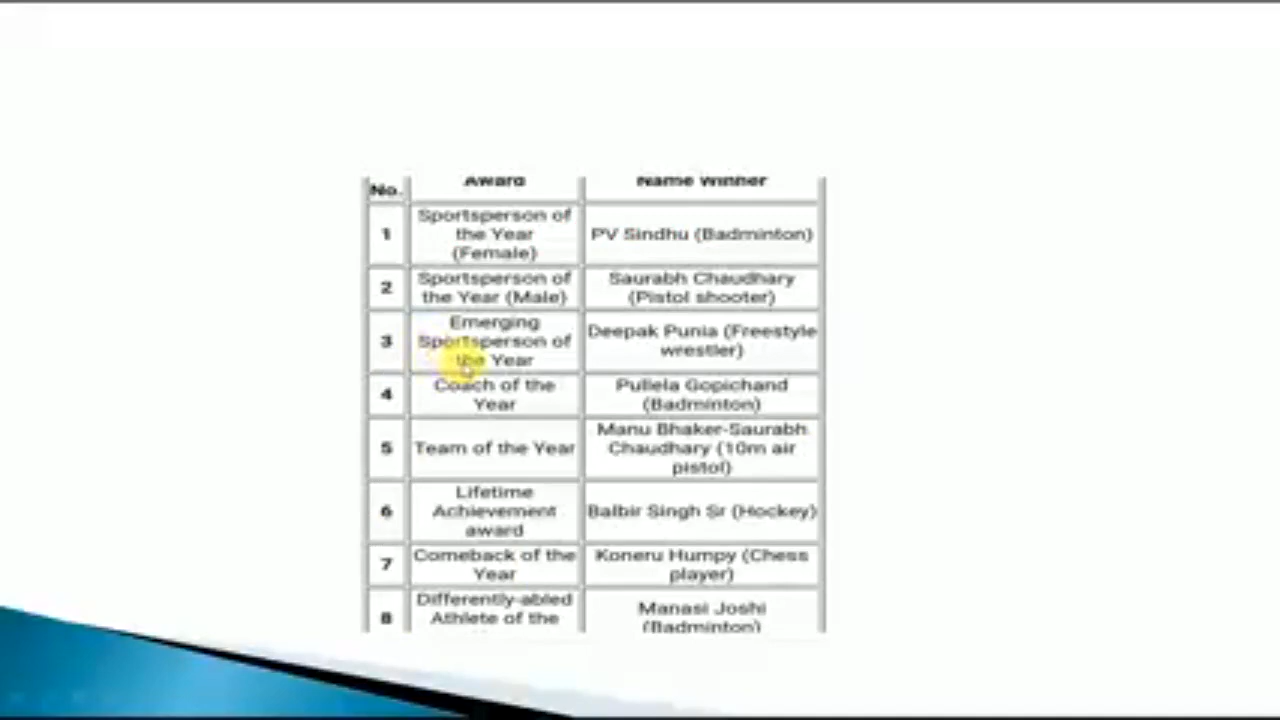 No.
Award
Name Winner
1
Sportsperson of
the Year
(Female)
PV Sindhu (Badminton)
2
Sportsperson of
the Year (Male)
Saurabh Chaudhary
(Pistol shooter)
3
Emerging
Sportsperson of
the Year
Deepak Punia (Freestyle
wrestler)
4
Coach of the
Year
Pullela Gopichand
(Badminton)
5
Team of the Year
Manu Bhaker-Saurabh
Chaudhary (10m air
pistol)
6
Lifetime
Achievement
award
Balbir Singh Sr (Hockey)
7
Comeback of the
Year
Koneru Humpy (Chess
player)
8
Differently-abled
Athlete of the
Manasi Joshi
(Badminton)